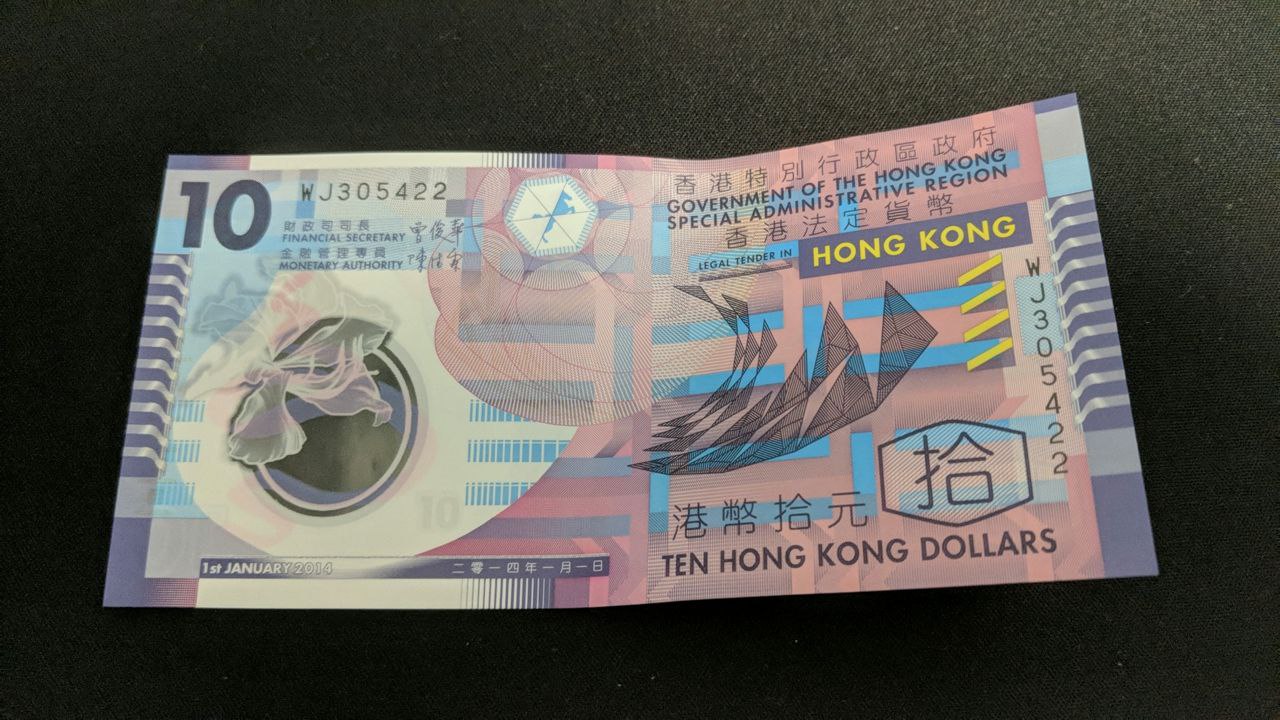 10
WJ305422
財政司司長
FINANCIAL SECRETARY
金融管理專員
MONETARY AUTHORITY
香港特別行政區政府
GOVERNMENT OF THE HONG KONG
SPECIAL ADMINISTRATIVE REGION
香港法定貨幣
LEGAL TENDER IN HONG KONG
WJ305422
拾
港幣拾元
TEN HONG KONG DOLLARS
10
1st JANUARY 2014
二零一四年一月一日